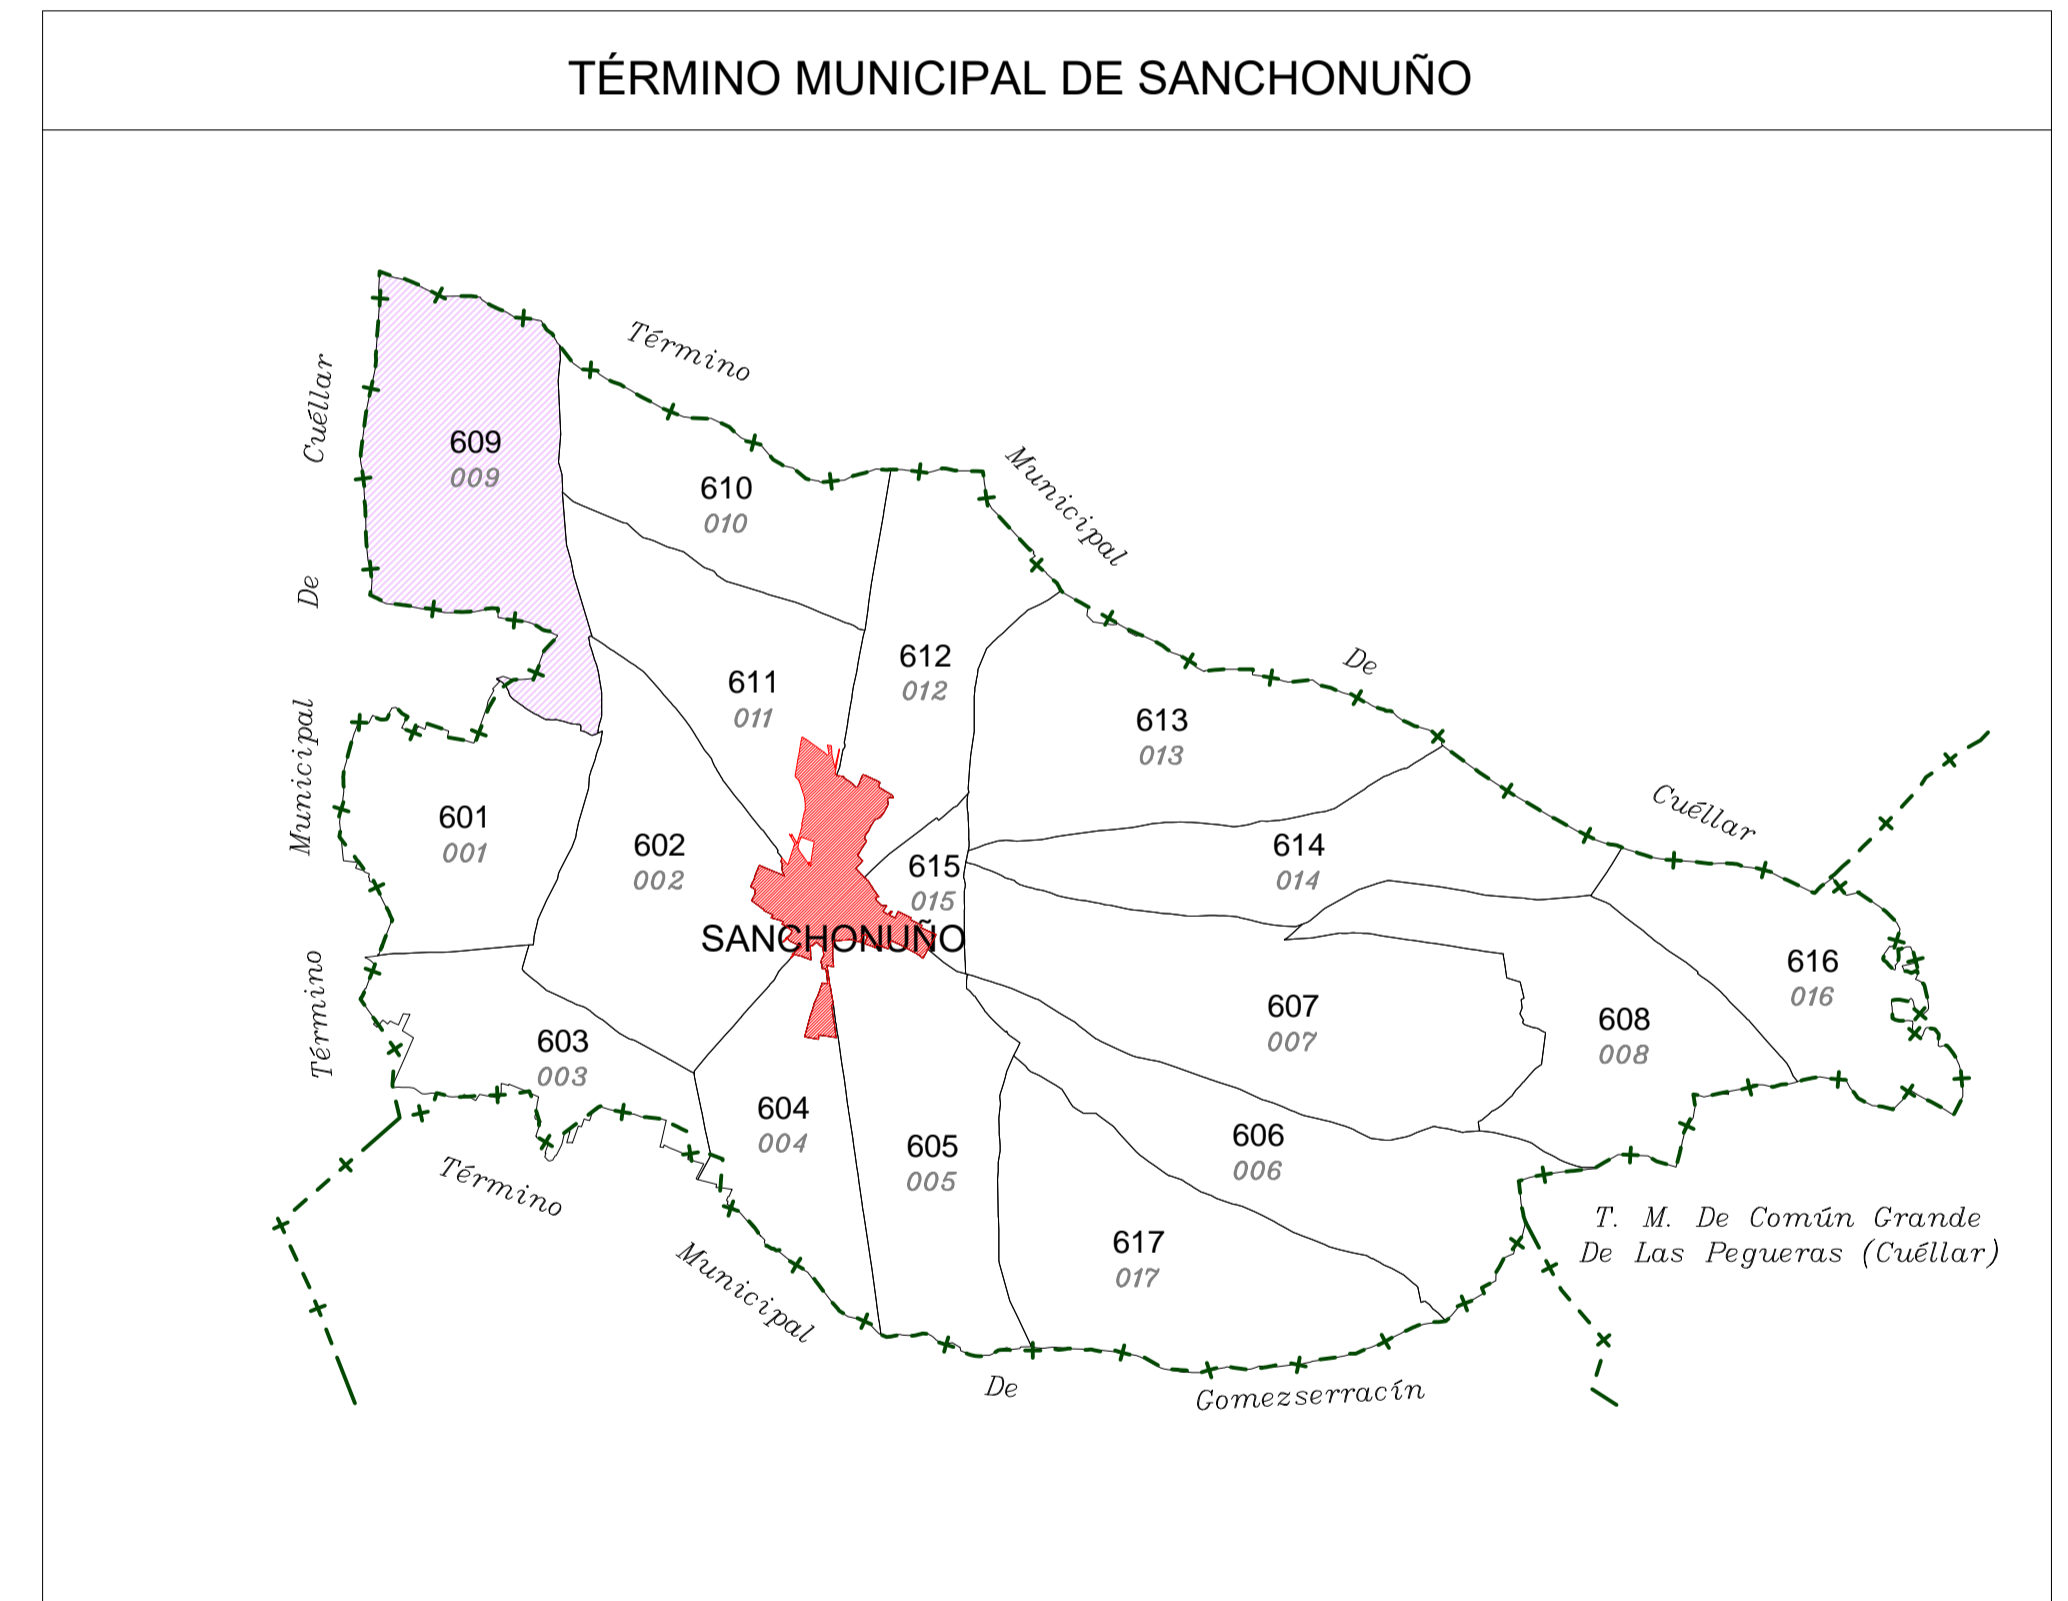 TÉRMINO MUNICIPAL DE SANCHONUÑO
Término
Municipal
De
Cuéllar
Término
Municipal
De
Cuéllar
609
009
610
010
611
011
612
012
613
013
614
014
615
015
616
016
601
001
602
002
SANCHONUÑO
603
003
604
004
605
005
606
006
607
007
608
008
617
017
Término
Municipal
De
Gomezserracín
T. M. De Común Grande
De Las Pegueras (Cuéllar)